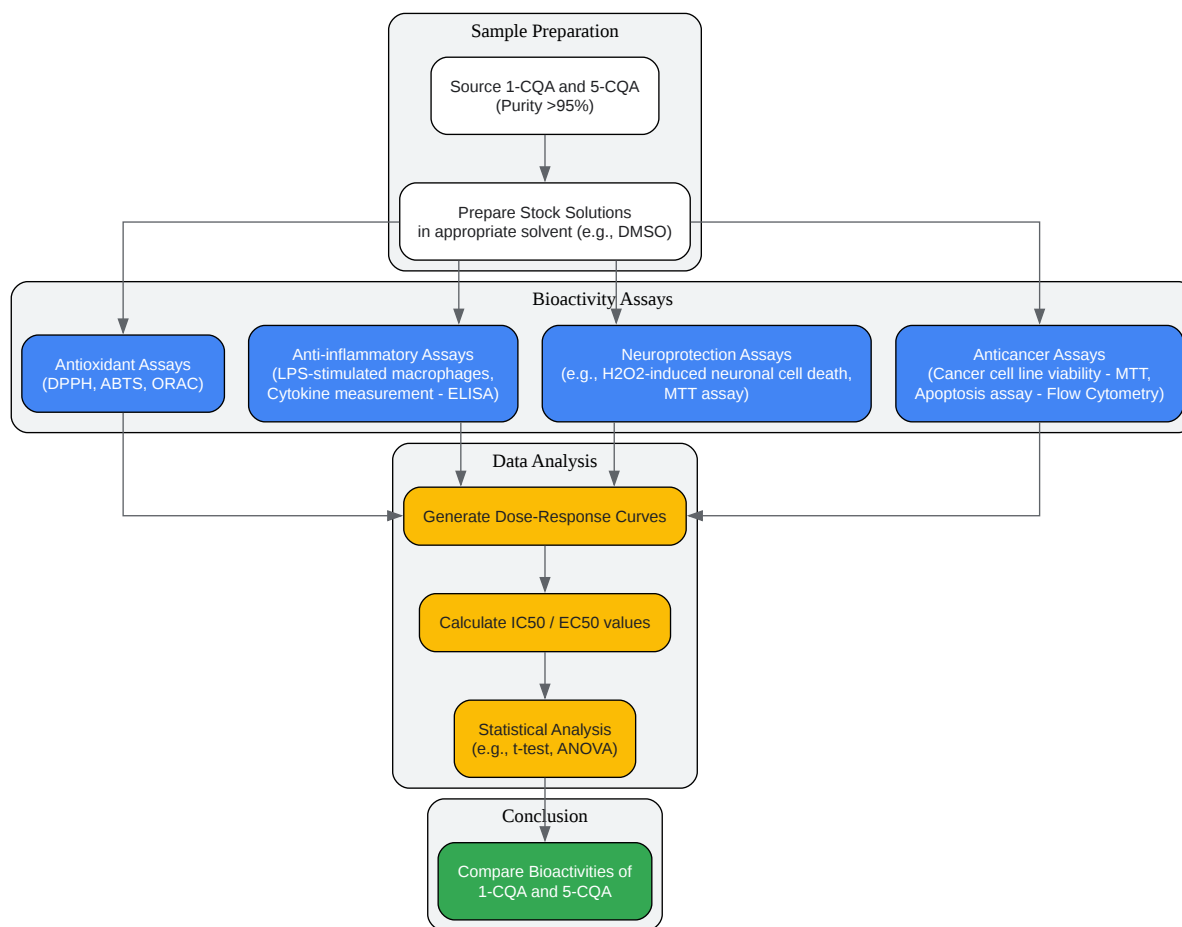 Sample Preparation
Source 1-CQA and 5-CQA
(Purity >95%)
Prepare Stock Solutions
in appropriate solvent (e.g., DMSO)
Bioactivity Assays
Antioxidant Assays
(DPPH, ABTS, ORAC)
Anti-inflammatory Assays
(LPS-stimulated macrophages,
Cytokine measurement - ELISA)
Neuroprotection Assays
(e.g., H2O2-induced neuronal cell death,
MTT assay)
Anticancer Assays
(Cancer cell line viability - MTT,
Apoptosis assay - Flow Cytometry)
Data Analysis
Generate Dose-Response Curves
Calculate IC50 / EC50 values
Statistical Analysis
(e.g., t-test, ANOVA)
Conclusion
Compare Bioactivities of
1-CQA and 5-CQA